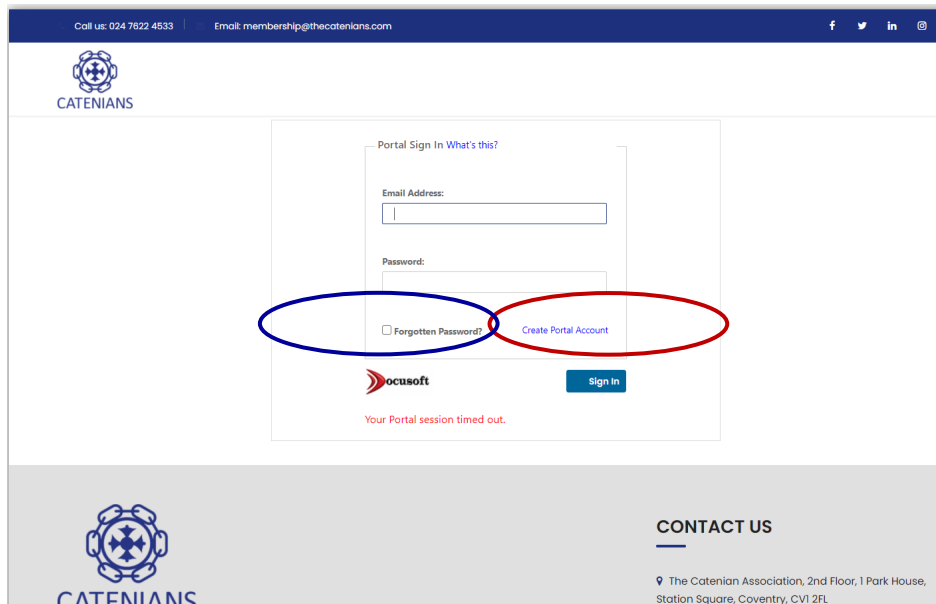 Call us: 024 7622 4533 Email: membership@thecatenians.com
CATENIANS
Portal Sign In What's this?
Email Address:
Password:
Forgotten Password? Create Portal Account
Docusoft Sign In
Your Portal session timed out.
CONTACT US
The Catenian Association, 2nd Floor, 1 Park House,
Station Square, Coventry, CV1 2FL
CATENIANS